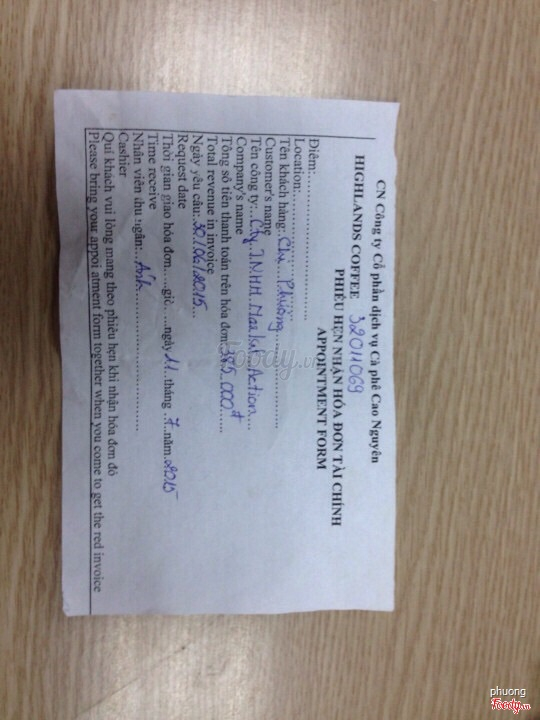 CN Công ty Cổ phần dịch vụ Cà phê Cao Nguyên
HIGHLANDS COFFEE 32011069
PHIẾU HẸN NHẬN HÓA ĐƠN TÀI CHÍNH
APPOINTMENT FORM
Điểm:
Location:
Tên khách hàng: Chị Phượng
Customer's name
Tên công ty: Cty TNHH Action
Company's name
Tổng số tiền thanh toán trên hóa đơn: 385.000đ
Total revenue in invoice
Ngày yêu cầu: 30/06/2015
Request date
Thời gian giao hóa đơn....giờ....ngày 11 tháng 7 năm 2015
Time receive
Nhân viên thu ngân: Anh
Cashier
Quí khách vui lòng mang theo phiếu hẹn khi nhận hóa đơn đỏ
Please bring your appointment form together when you come to get the red invoice
foody.vn
phuong
Foody.vn